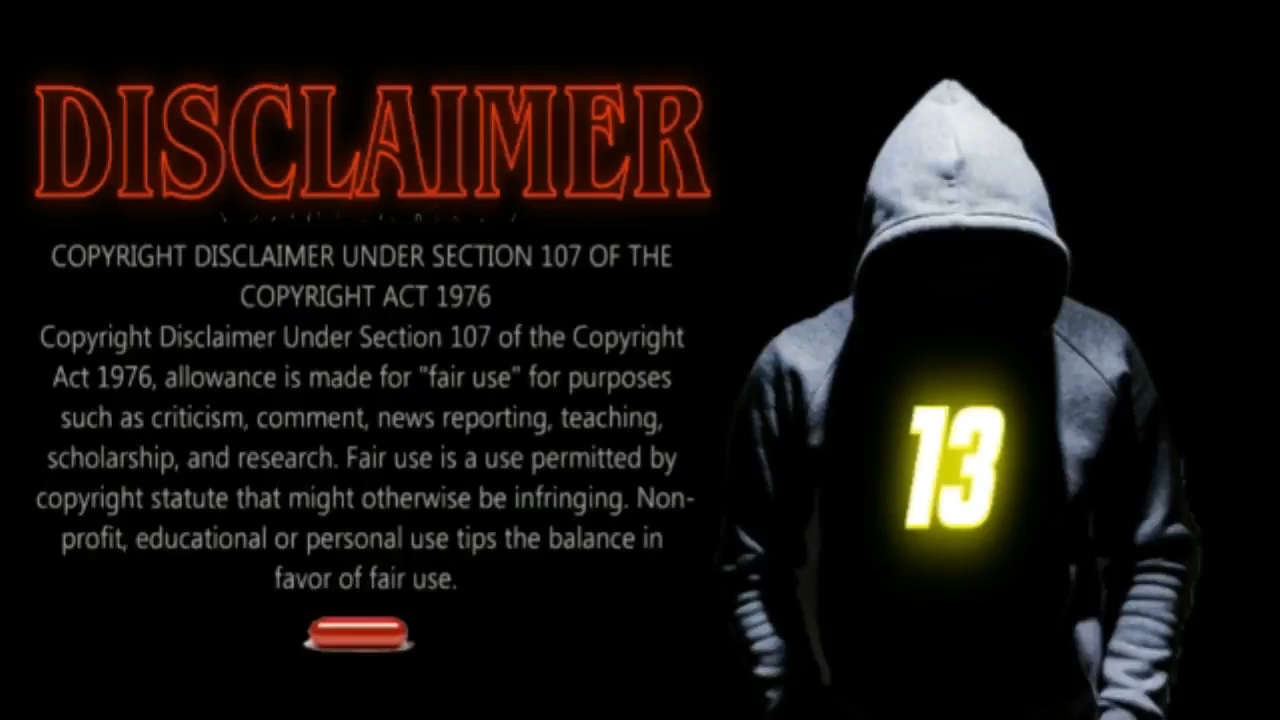 DISCLAIMER
COPYRIGHT DISCLAIMER UNDER SECTION 107 OF THE
COPYRIGHT ACT 1976
Copyright Disclaimer Under Section 107 of the Copyright
Act 1976, allowance is made for "fair use" for purposes
such as criticism, comment, news reporting, teaching,
scholarship, and research. Fair use is a use permitted by
copyright statute that might otherwise be infringing. Non-
profit, educational or personal use tips the balance in
favor of fair use.
13